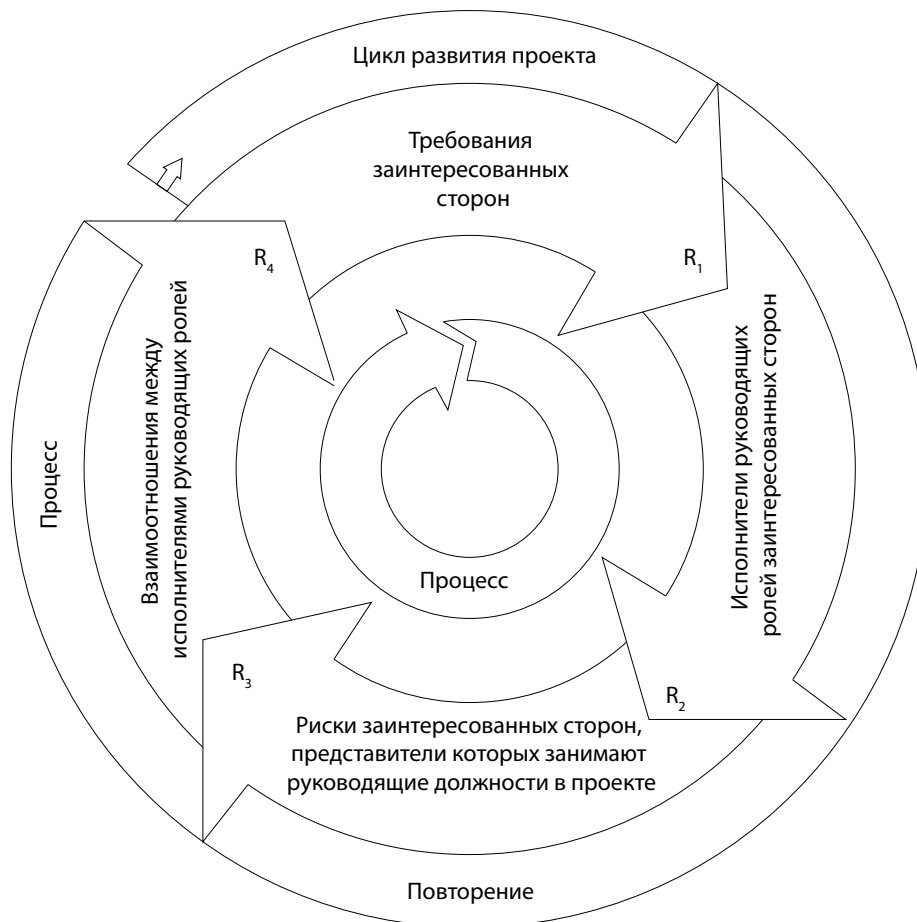 Цикл развития проекта
Требования
заинтересованных
сторон
R₄
R₁
Взаимоотношения между
исполнителями руководящих ролей
Исполнители руководящих
ролей заинтересованных сторон
Процесс
Процесс
R₃
R₂
Риски заинтересованных сторон,
представители которых занимают
руководящие должности в проекте
Повторение